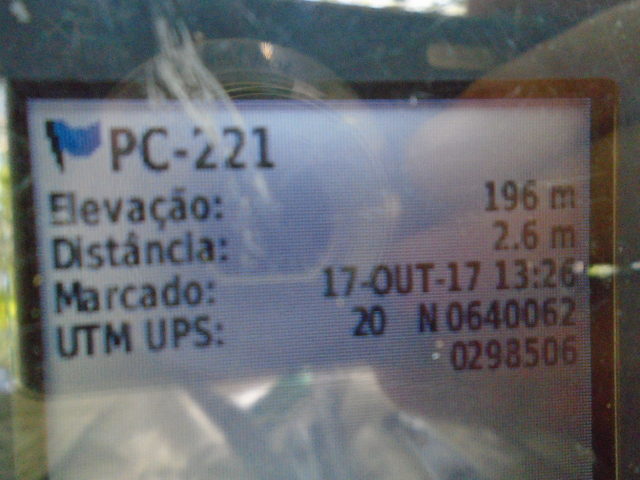 PC-221
Elevação: 196 m
Distância: 2.6 m
Marcado: 17-OUT-17 13:26
UTM UPS: 20 N 0640062
0298506